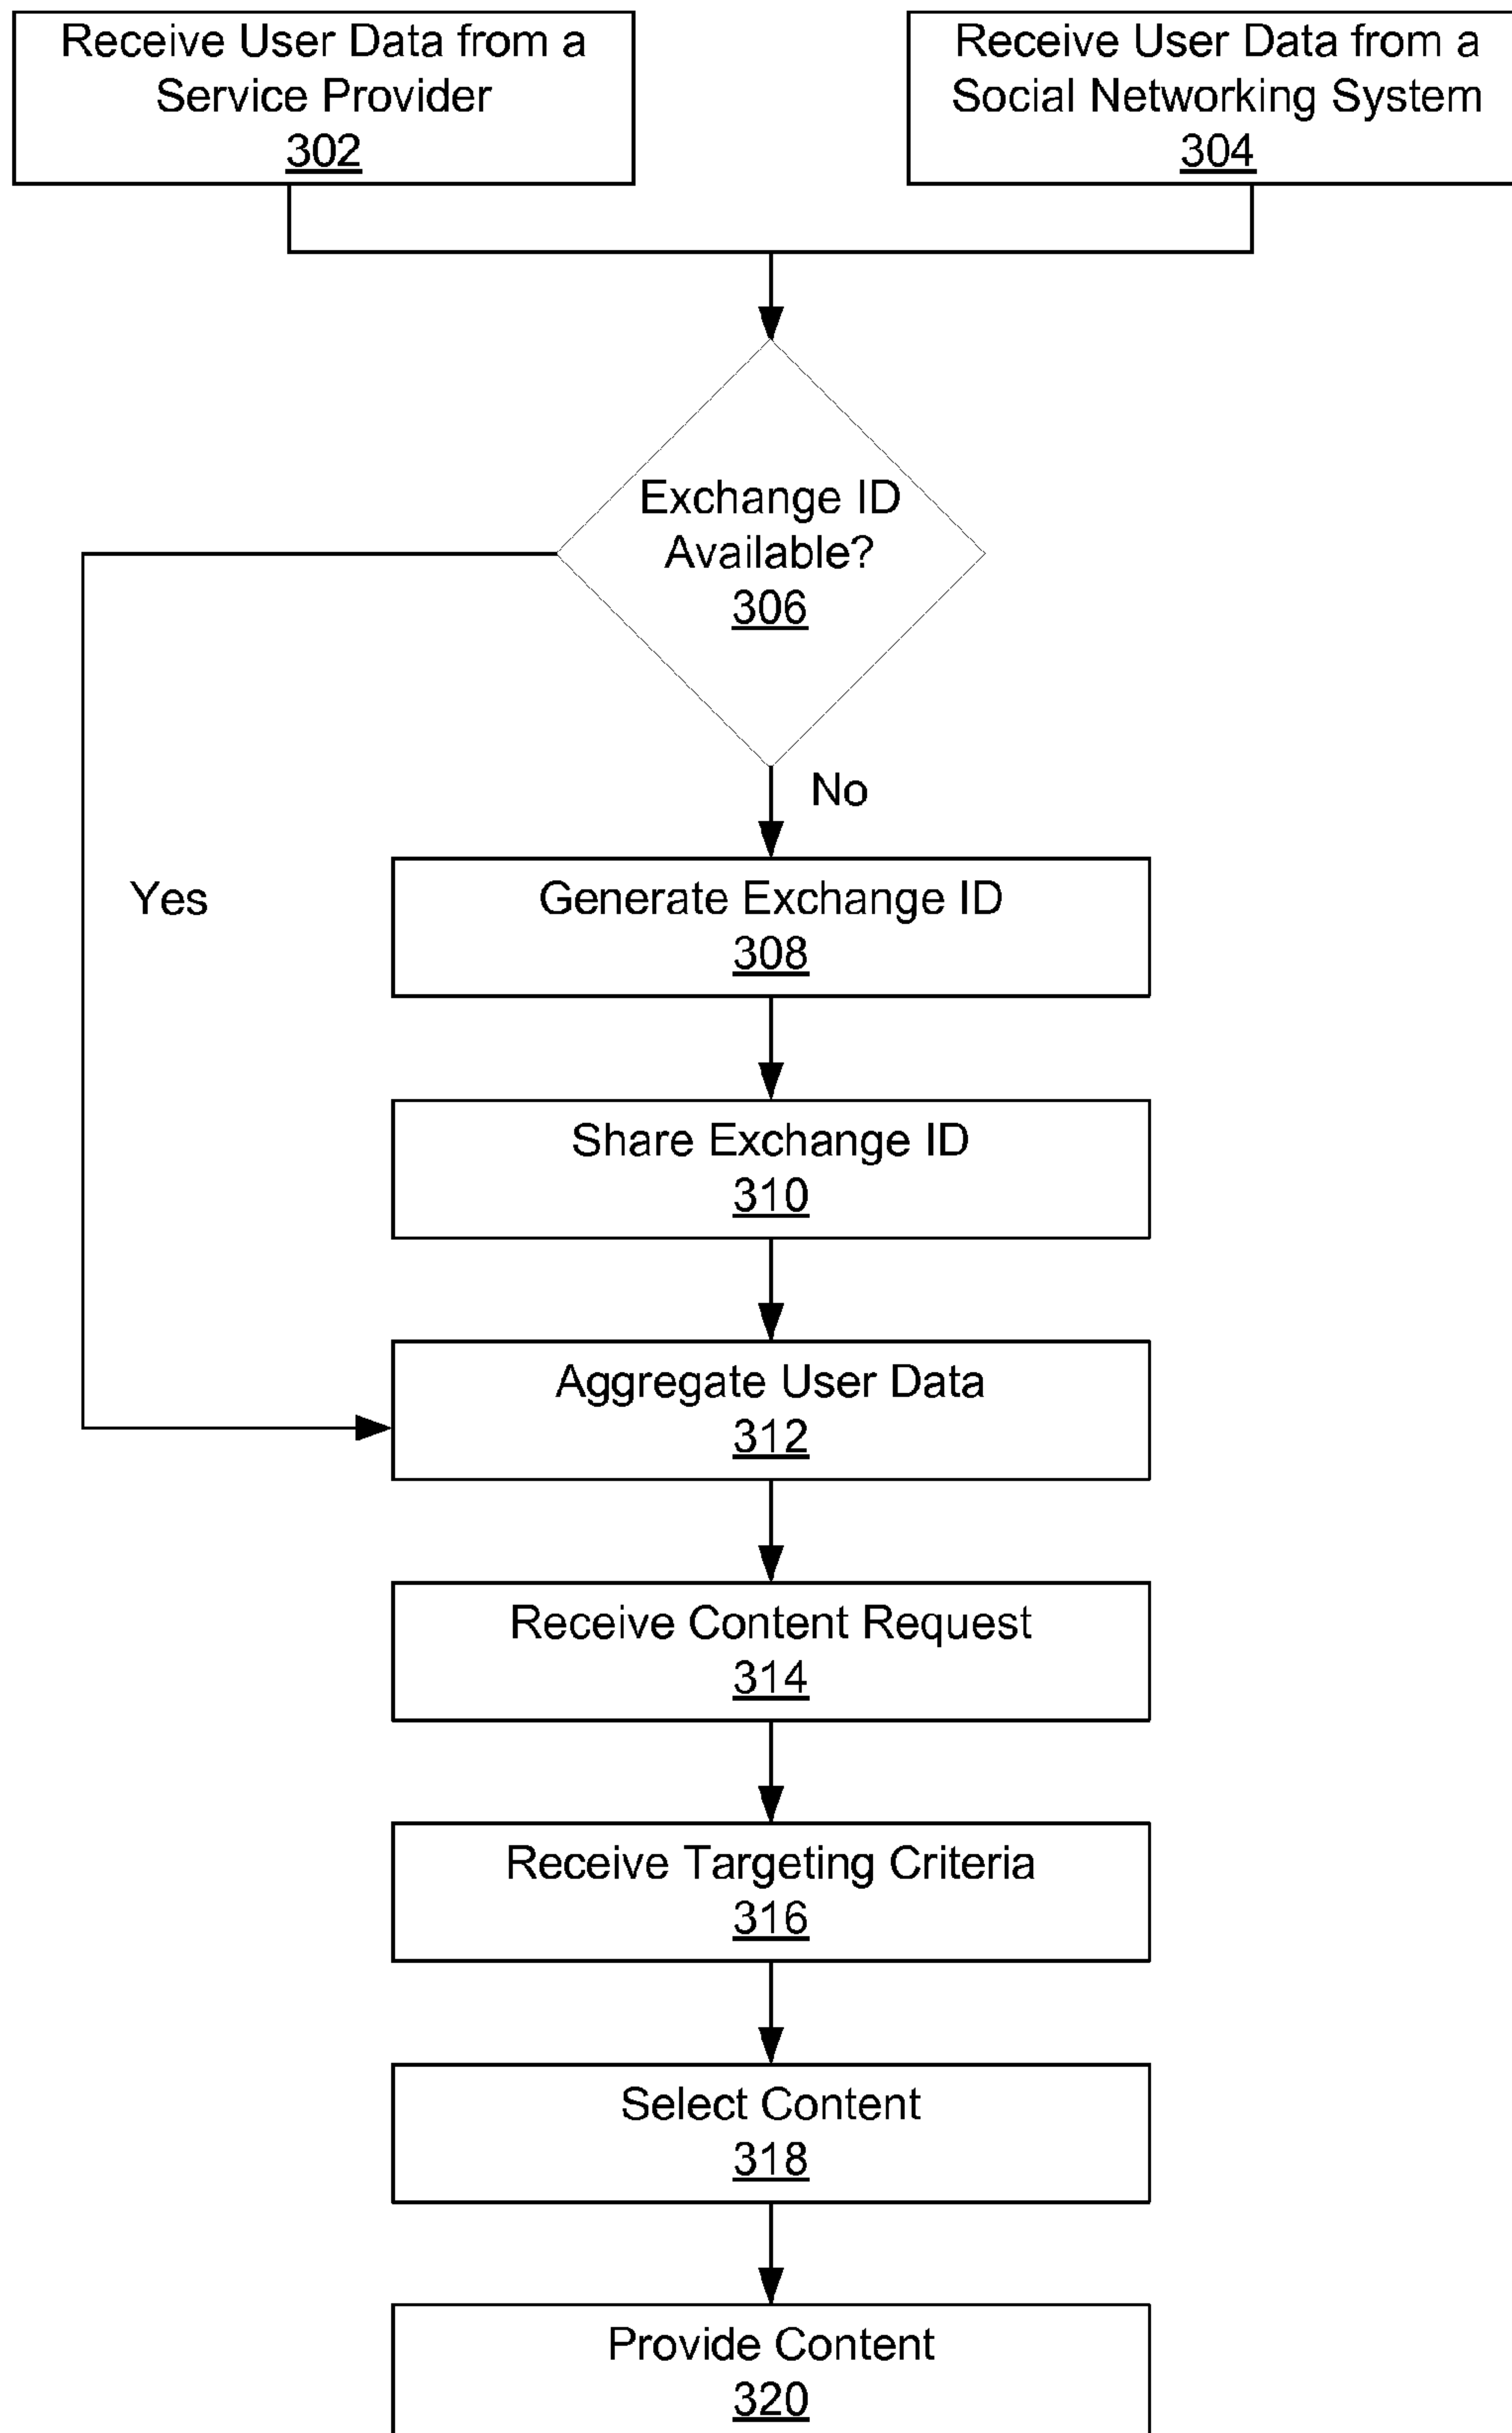 Receive User Data from a
Service Provider
302
Receive User Data from a
Social Networking System
304
Exchange ID
Available?
306
No
Yes
Generate Exchange ID
308
Share Exchange ID
310
Aggregate User Data
312
Receive Content Request
314
Receive Targeting Criteria
316
Select Content
318
Provide Content
320